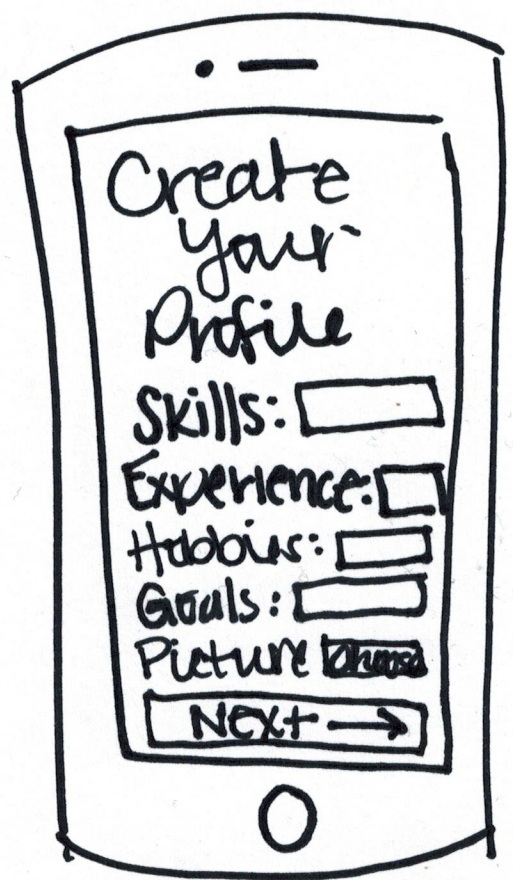 Create
Your
Profile
Skills:
Experience:
Hobbies:
Goals:
Picture Choose
Next →